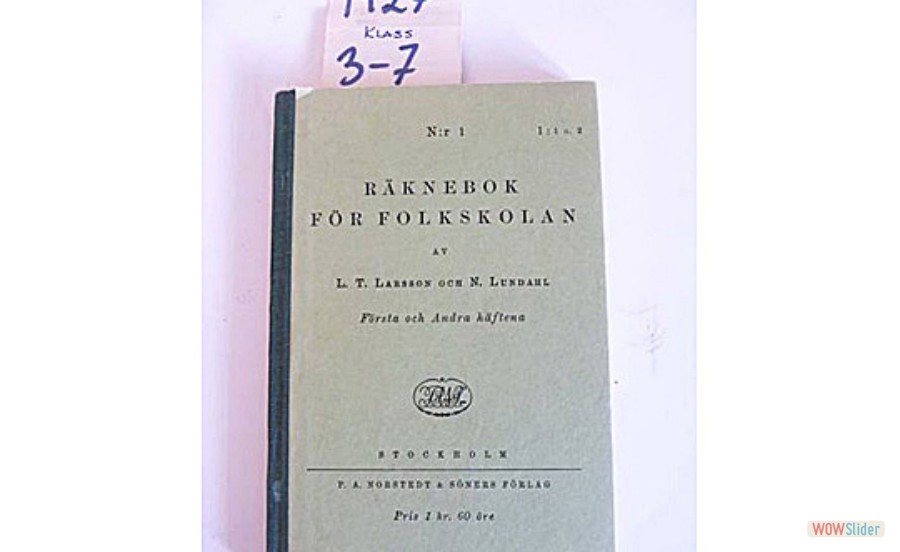 KLASS
3-7
N:r 1
1:1 o. 2
RÄKNEBOK
FÖR FOLKSKOLAN
AV
L. T. LARSSON OCH N. LUNDAHL
Första och Andra häftena
STOCKHOLM
P. A. NORSTEDT & SÖNERS FÖRLAG
Pris 1 kr. 60 öre
WOWSlider